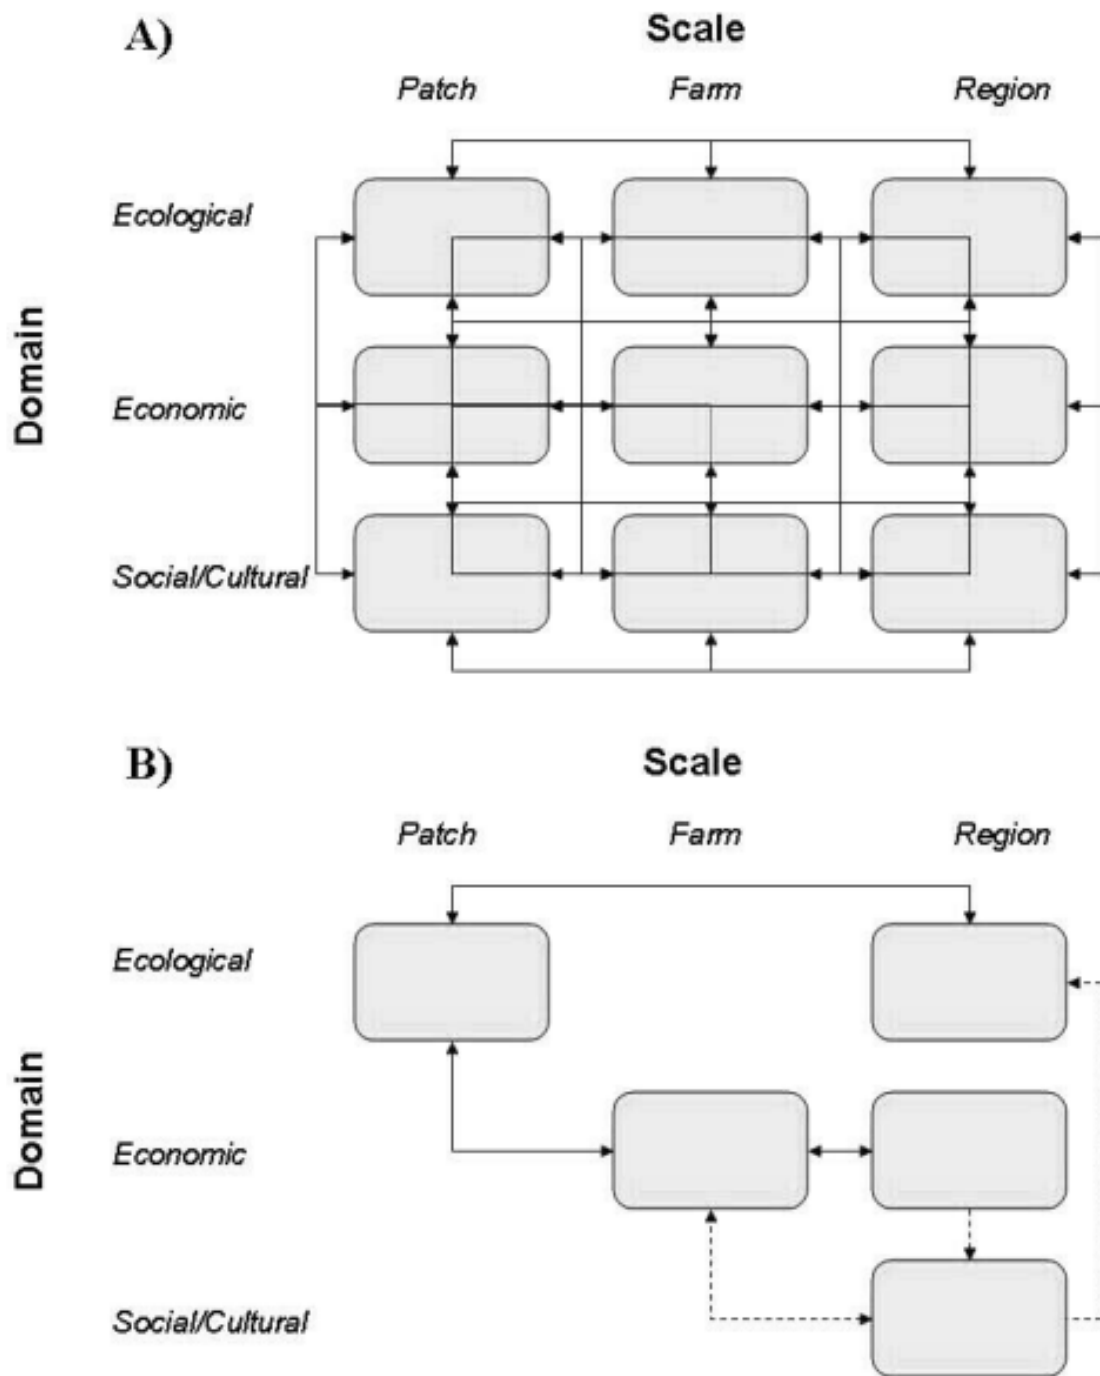 A)
Scale
Patch Farm Region
Ecological
Domain
Economic
Social/Cultural
B)
Scale
Patch Farm Region
Ecological
Domain
Economic
Social/Cultural